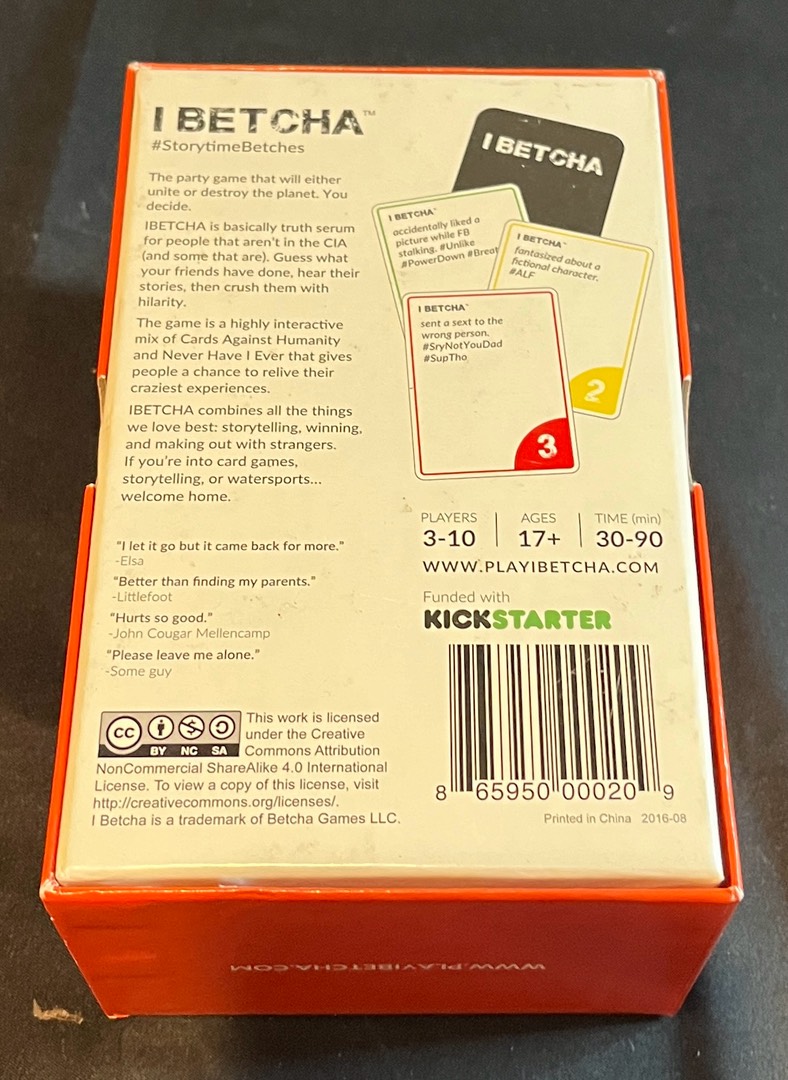 I BETCHA™
#StorytimeBetches
The party game that will either
unite or destroy the planet. You
decide.
IBETCHA is basically truth serum
for people that aren't in the CIA
(and some that are). Guess what
your friends have done, hear their
stories, then crush them with
hilarity.
The game is a highly interactive
mix of Cards Against Humanity
and Never Have I Ever that gives
people a chance to relive their
craziest experiences.
IBETCHA combines all the things
we love best: storytelling, winning,
and making out with strangers.
If you're into card games,
storytelling, or watersports...
welcome home.
"I let it go but it came back for more."
-Elsa
"Better than finding my parents."
-Littlefoot
"Hurts so good."
-John Cougar Mellencamp
"Please leave me alone."
-Some guy
I BETCHA
I BETCHA™
accidentally liked a
picture while FB
stalking. #Unlike
#PowerDown #Breat
I BETCHA™
fantasized about a
fictional character.
#ALF
2
I BETCHA™
sent a sext to the
wrong person.
#SryNotYouDad
#SupTho
3
PLAYERS AGES TIME (min)
3-10 17+ 30-90
WWW.PLAYIBETCHA.COM
Funded with
KICKSTARTER
8 65950 00020 9
Printed in China 2016-08
cc BY NC SA
This work is licensed
under the Creative
Commons Attribution
NonCommercial ShareAlike 4.0 International
License. To view a copy of this license, visit
http://creativecommons.org/licenses/.
I Betcha is a trademark of Betcha Games LLC.
WWW.PLAYIBETCHA.COM